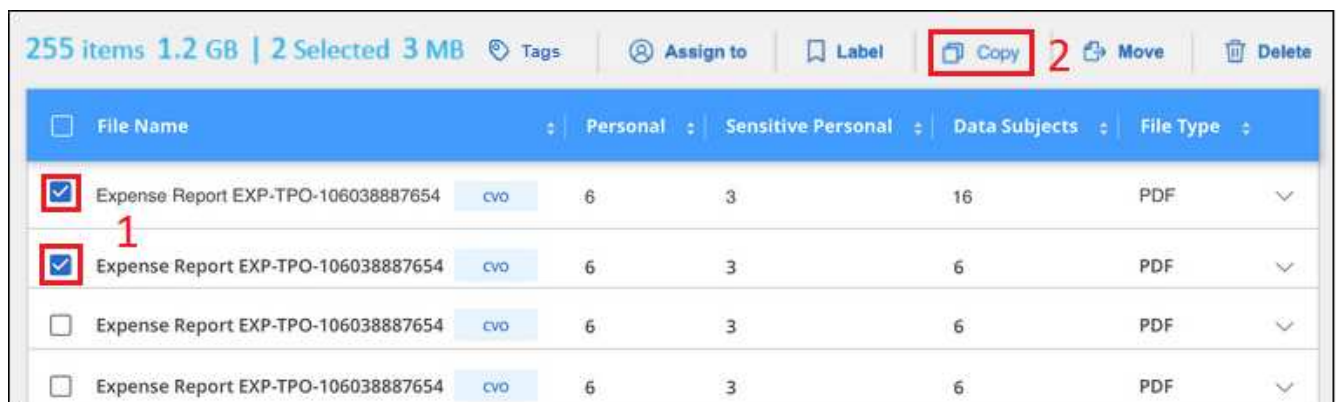 255 items 1.2 GB | 2 Selected 3 MB Tags Assign to Label Copy 2 Move Delete
File Name Personal Sensitive Personal Data Subjects File Type
Expense Report EXP-TPO-106038887654 CVO 6 3 16 PDF
1
Expense Report EXP-TPO-106038887654 CVO 6 3 6 PDF
Expense Report EXP-TPO-106038887654 CVO 6 3 6 PDF
Expense Report EXP-TPO-106038887654 CVO 6 3 6 PDF